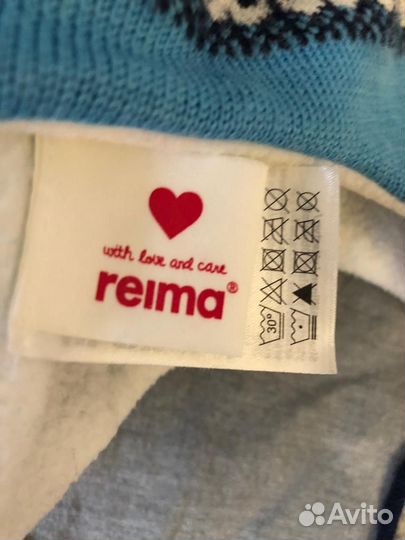 with love and care
reima®
30°
Avito